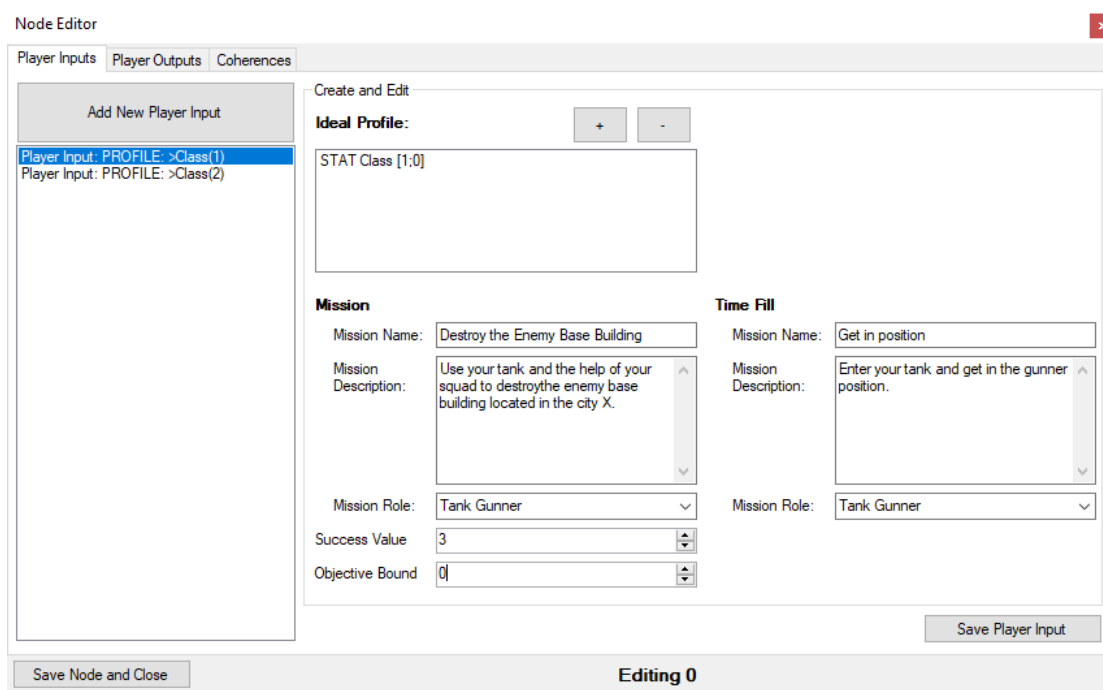 Node Editor
Player Inputs Player Outputs Coherences
Add New Player Input
Player Input: PROFILE: >Class(1)
Player Input: PROFILE: >Class(2)
Create and Edit
Ideal Profile:
+ -
STAT Class [1;0]
Mission
Mission Name: Destroy the Enemy Base Building
Mission
Description:
Use your tank and the help of your
squad to destroythe enemy base
building located in the city X.
Mission Role: Tank Gunner
Success Value 3
Objective Bound 0
Time Fill
Mission Name: Get in position
Mission
Description:
Enter your tank and get in the gunner
position.
Mission Role: Tank Gunner
Save Player Input
Save Node and Close
Editing 0